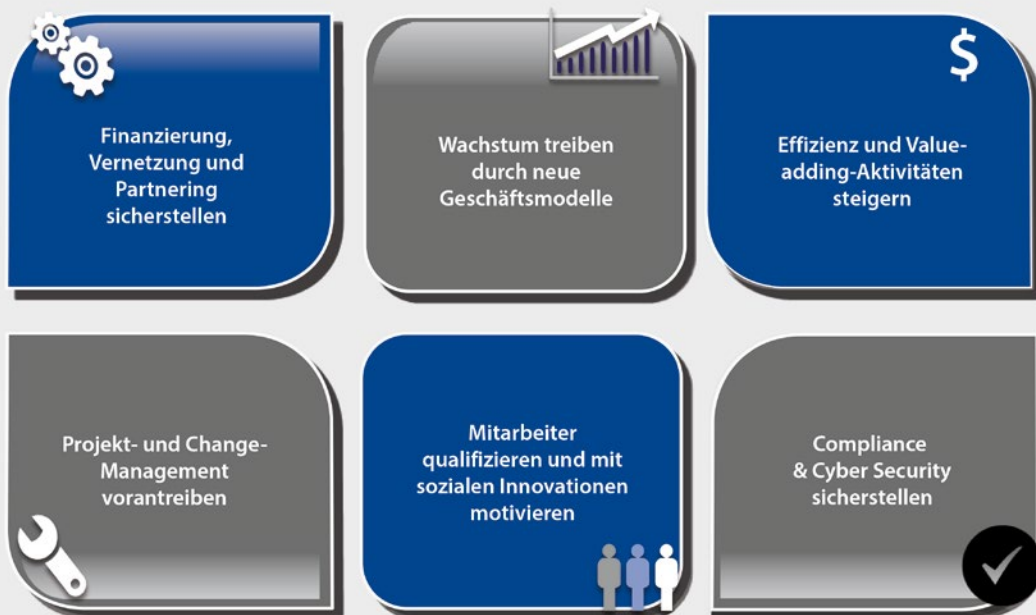 Finanzierung,
Vernetzung und
Partnering
sicherstellen
Wachstum treiben
durch neue
Geschäftsmodelle
$
Effizienz und Value-
adding-Aktivitäten
steigern
Projekt- und Change-
Management
vorantreiben
Mitarbeiter
qualifizieren und mit
sozialen Innovationen
motivieren
Compliance
& Cyber Security
sicherstellen